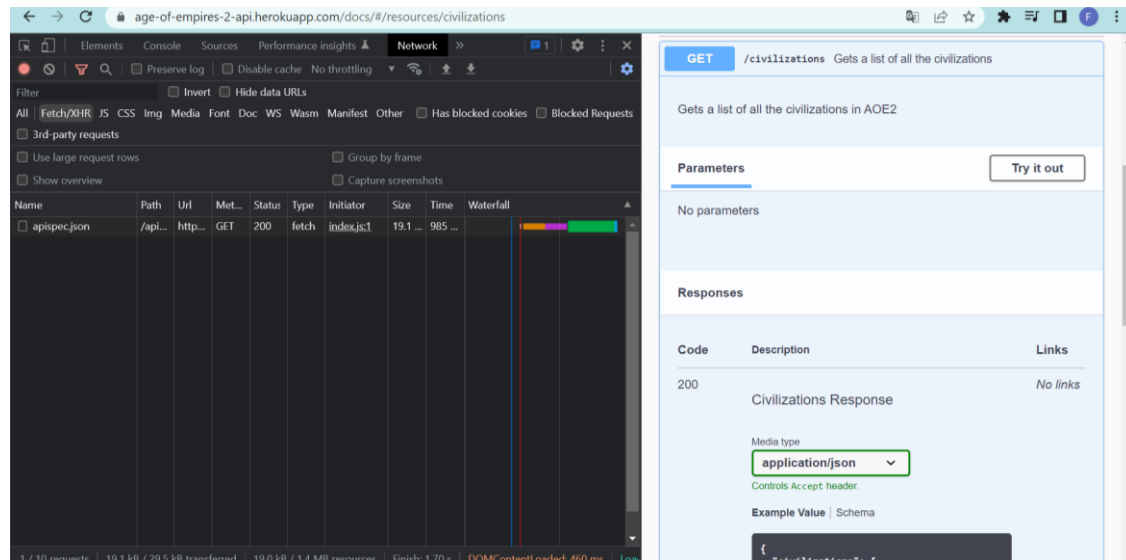 age-of-empires-2-api.herokuapp.com/docs/#/resources/civilizations
F
Elements Console Sources Performance insights Network » 1
Preserve log Disable cache No throttling
Filter Invert Hide data URLs
All Fetch/XHR JS CSS Img Media Font Doc WS Wasm Manifest Other Has blocked cookies Blocked Requests
3rd-party requests
Use large request rows Group by frame
Show overview Capture screenshots
Name Path Url Met... Status Type Initiator Size Time Waterfall
apispec.json /api... http... GET 200 fetch index.js:1 19.1 ... 985 ...
1 / 10 requests 19.1 kB / 29.5 kB transferred 19.0 kB / 1.4 MB resources Finish: 1.70 s DOMContentLoaded: 460 ms Loa
GET /civilizations Gets a list of all the civilizations
Gets a list of all the civilizations in AOE2
Parameters Try it out
No parameters
Responses
Code Description Links
200 No links
Civilizations Response
Media type
application/json
Controls Accept header.
Example Value | Schema
{
"civilizations": [